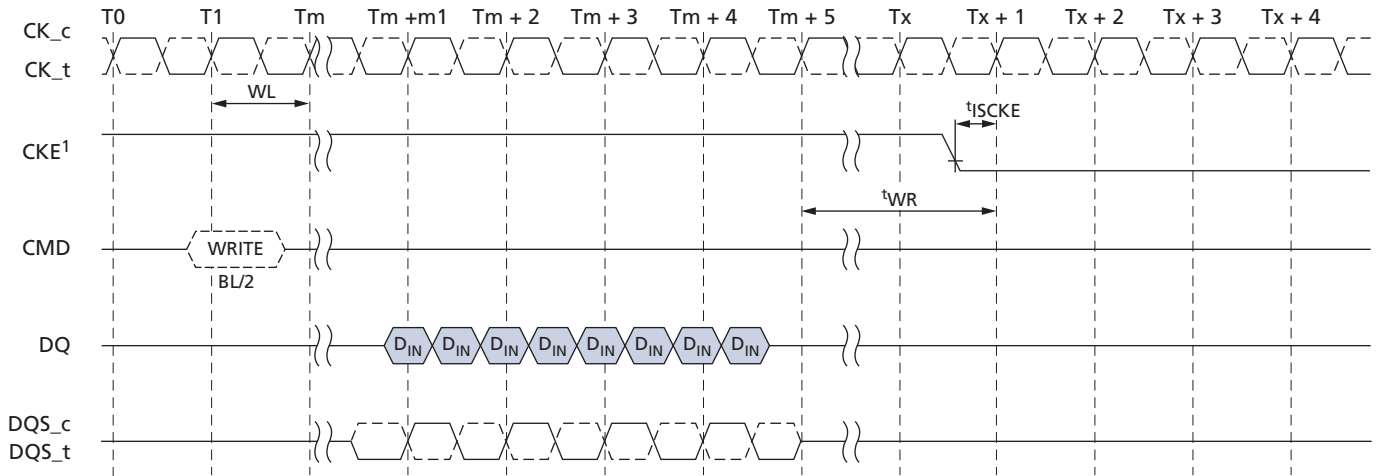 T0 T1 Tm Tm +m1 Tm + 2 Tm + 3 Tm + 4 Tm + 5 Tx Tx + 1 Tx + 2 Tx + 3 Tx + 4
CK_c
CK_t
WL
tISCKE
CKE1
tWR
CMD
WRITE
BL/2
DQ
DIN DIN DIN DIN DIN DIN DIN DIN
DQS_c
DQS_t